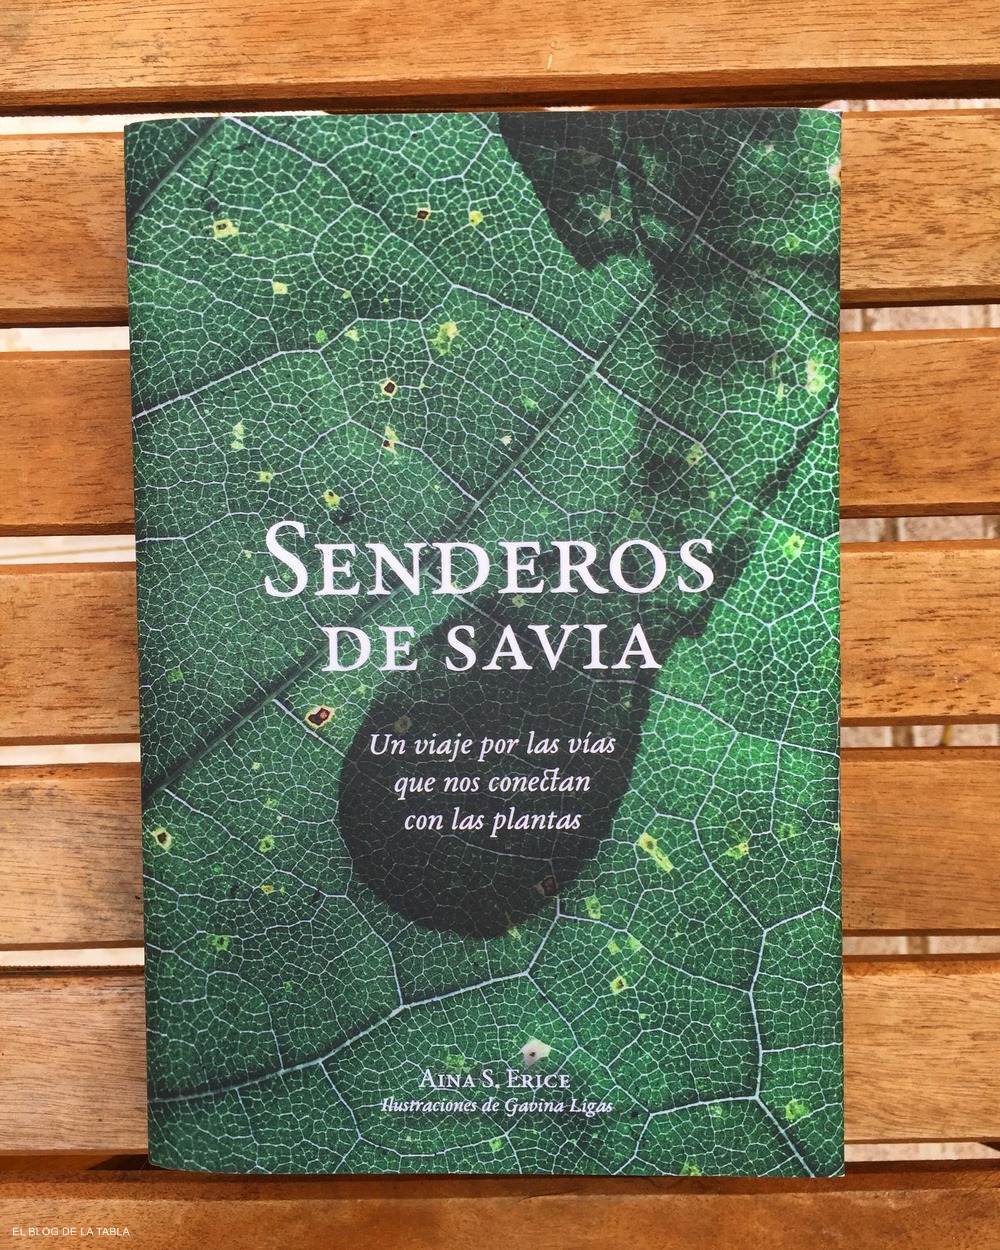 SENDEROS
DE SAVIA
Un viaje por las vías
que nos conectan
con las plantas
AINA S. ERICE
Ilustraciones de Gavina Ligas
EL BLOG DE LA TABLA